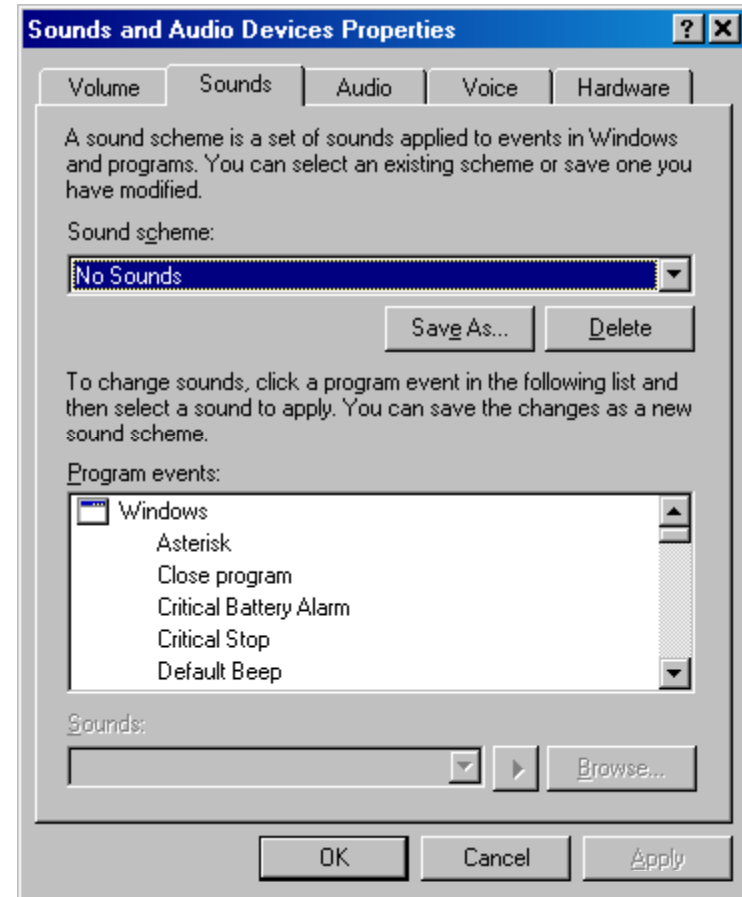 Sounds and Audio Devices Properties
Volume Sounds Audio Voice Hardware
A sound scheme is a set of sounds applied to events in Windows
and programs. You can select an existing scheme or save one you
have modified.
Sound scheme:
No Sounds
Save As... Delete
To change sounds, click a program event in the following list and
then select a sound to apply. You can save the changes as a new
sound scheme.
Program events:
Windows
Asterisk
Close program
Critical Battery Alarm
Critical Stop
Default Beep
Sounds:
Browse...
OK Cancel Apply